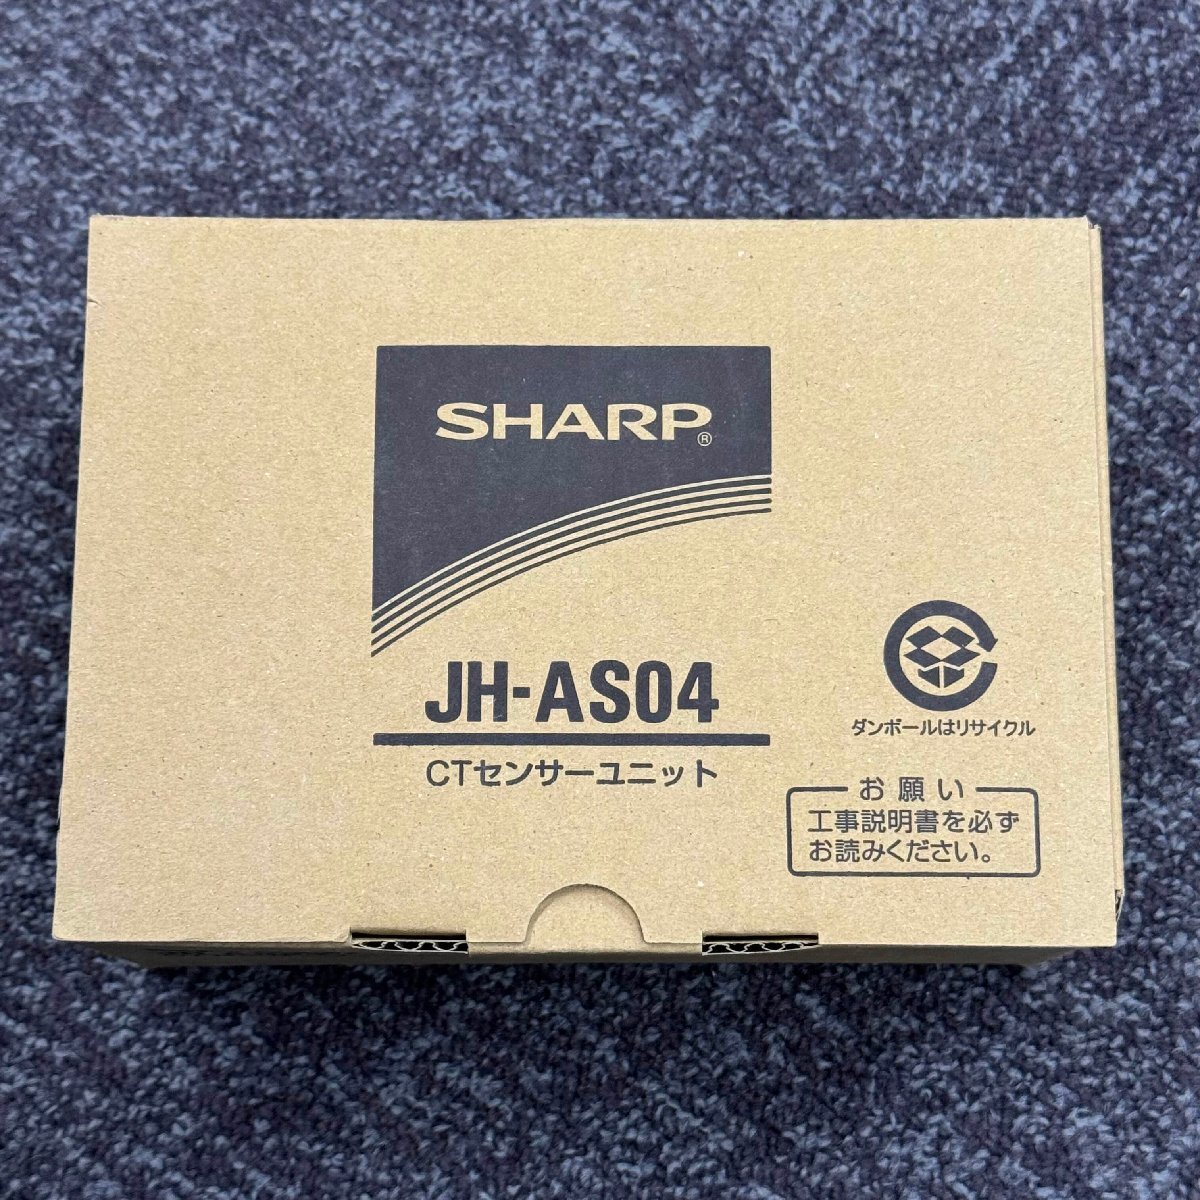 SHARP®
JH-AS04
CTセンサーユニット
ダンボールはリサイクル
お願い
工事説明書を必ず
お読みください。